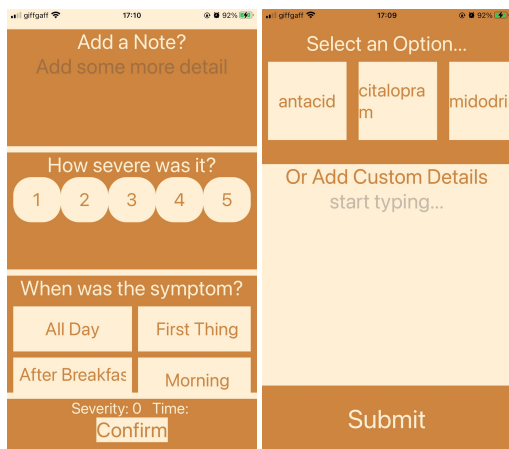 giffgaff 17:10 92%
Add a Note?
Add some more detail
How severe was it?
1 2 3 4 5
When was the symptom?
All Day First Thing
After Breakfas Morning
Severity: 0 Time:
Confirm
giffgaff 17:09 92%
Select an Option...
antacid citalopra midodri
m
Or Add Custom Details
start typing...
Submit